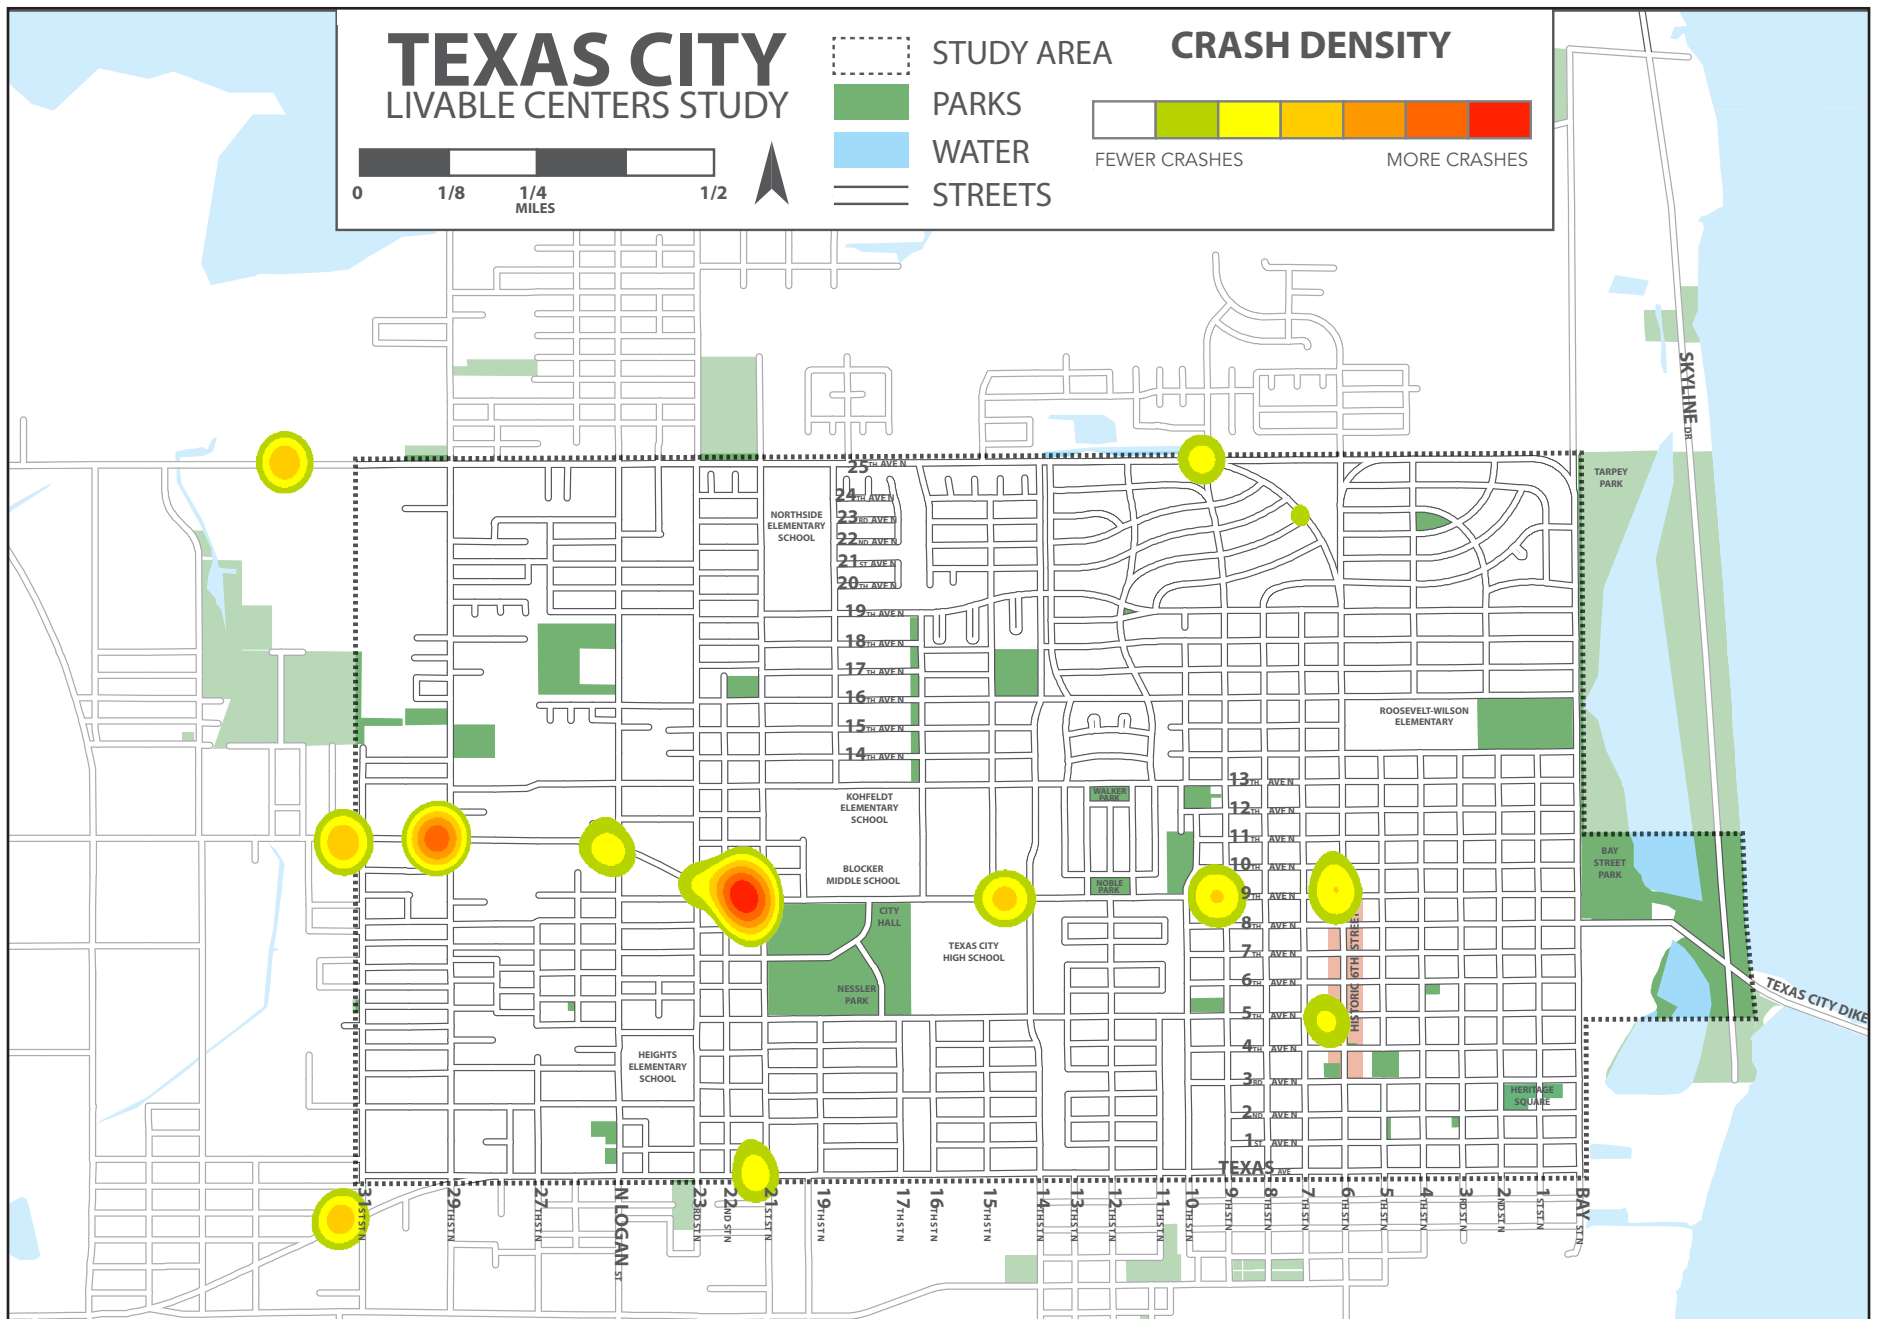 TEXAS CITY
LIVABLE CENTERS STUDY
0 1/8 1/4 1/2
MILES
STUDY AREA
PARKS
WATER
STREETS
CRASH DENSITY
FEWER CRASHES MORE CRASHES
SKYLINE DR
TARPEY
PARK
25TH AVE N
24TH AVE N
23RD AVE N
22ND AVE N
21ST AVE N
20TH AVE N
19TH AVE N
18TH AVE N
17TH AVE N
16TH AVE N
15TH AVE N
14TH AVE N
NORTHSIDE
ELEMENTARY
SCHOOL
ROOSEVELT-WILSON
ELEMENTARY
KOHFELDT
ELEMENTARY
SCHOOL
BLOCKER
MIDDLE SCHOOL
WALKER
PARK
NOBLE
PARK
13TH AVE N
12TH AVE N
11TH AVE N
10TH AVE N
9TH AVE N
8TH AVE N
7TH AVE N
6TH AVE N
5TH AVE N
4TH AVE N
3RD AVE N
2ND AVE N
1ST AVE N
TEXAS AVE
BAY
STREET
PARK
CITY
HALL
TEXAS CITY
HIGH SCHOOL
NESSLER
PARK
HISTORIC 6TH STREET
TEXAS CITY DIKE
HEIGHTS
ELEMENTARY
SCHOOL
HERITAGE
SQUARE
31ST ST N
29TH ST N
27TH ST N
N LOGAN ST
23RD ST N
22ND ST N
21ST ST N
19TH ST N
17TH ST N
16TH ST N
15TH ST N
14TH ST N
13TH ST N
12TH ST N
11TH ST N
10TH ST N
9TH ST N
8TH ST N
7TH ST N
6TH ST N
5TH ST N
4TH ST N
3RD ST N
2ND ST N
1ST ST N
BAY ST N